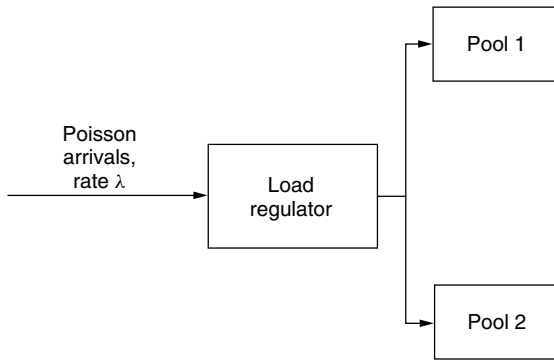 Pool 1
Poisson
arrivals,
rate λ
Load
regulator
Pool 2